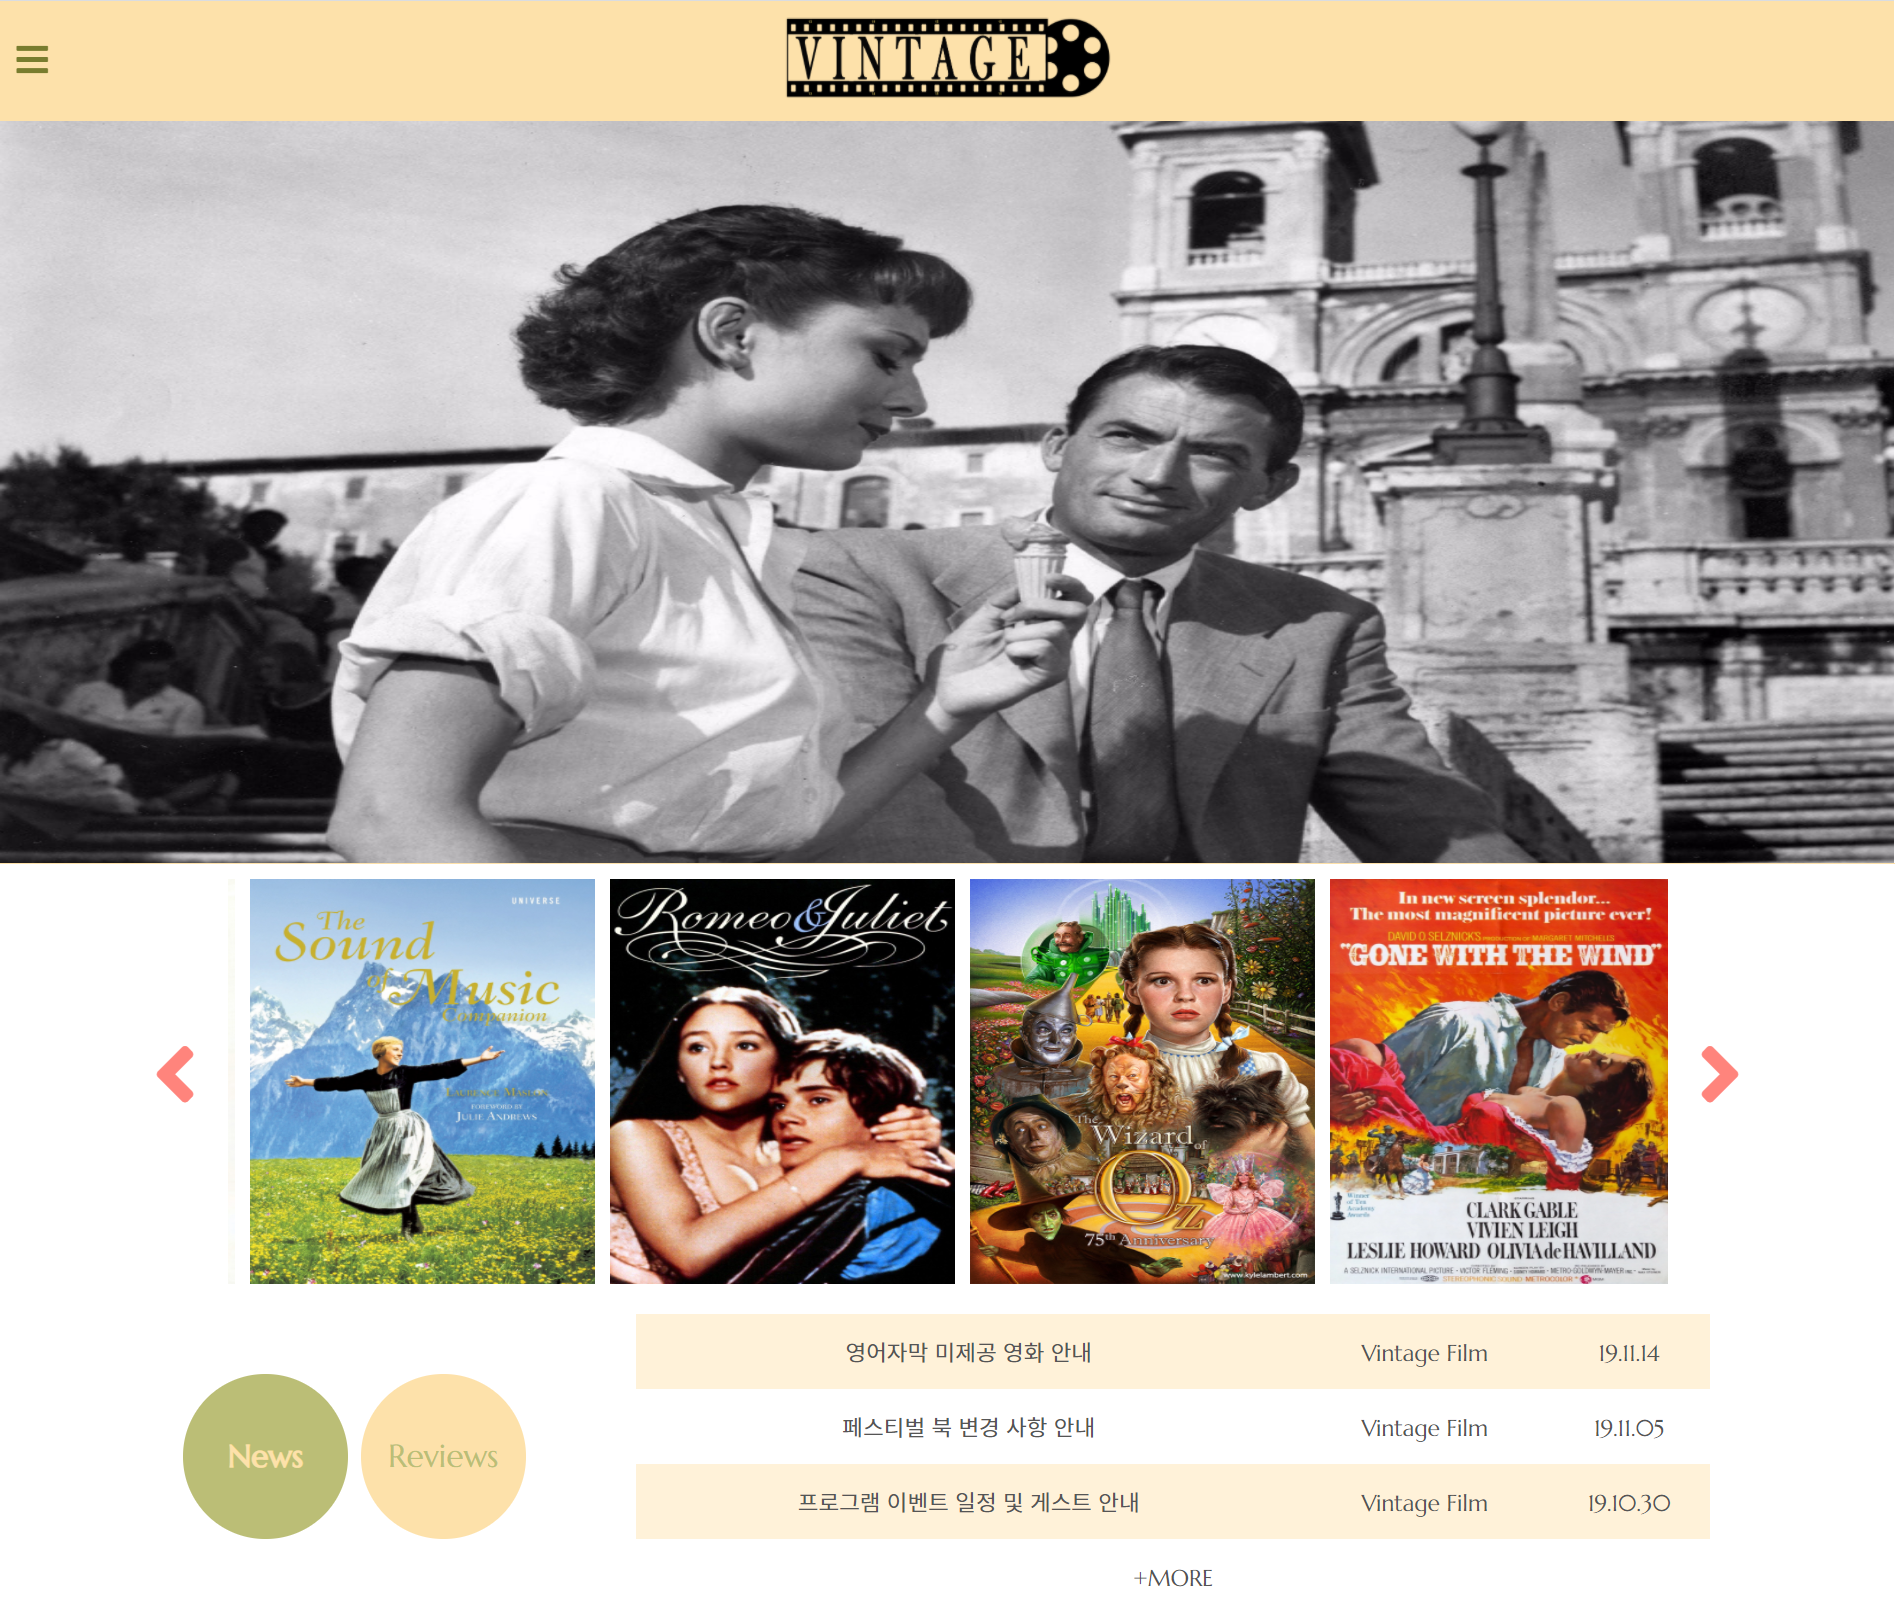 VINTAGE
UNIVERSE
The
Sound
of Music
Companion
LAURENCE MASLON
FOREWORD BY
JULIE ANDREWS
Romeo & Juliet
The
Wizard of
Oz
75th Anniversary
www.kylelambert.com
In new screen splendor...
The most magnificent picture ever!
DAVID O. SELZNICK'S PRODUCTION OF MARGARET MITCHELL'S
"GONE WITH THE WIND"
Winner
of Ten
Academy
Awards
CLARK GABLE
VIVIEN LEIGH
LESLIE HOWARD OLIVIA de HAVILLAND
A SELZNICK INTERNATIONAL PICTURE · VICTOR FLEMING
METRO-GOLDWYN-MAYER INC.
STEREOPHONIC SOUND METROCOLOR
News
Reviews
영어자막 미제공 영화 안내 Vintage Film 19.11.14
페스티벌 북 변경 사항 안내 Vintage Film 19.11.05
프로그램 이벤트 일정 및 게스트 안내 Vintage Film 19.10.30
+MORE